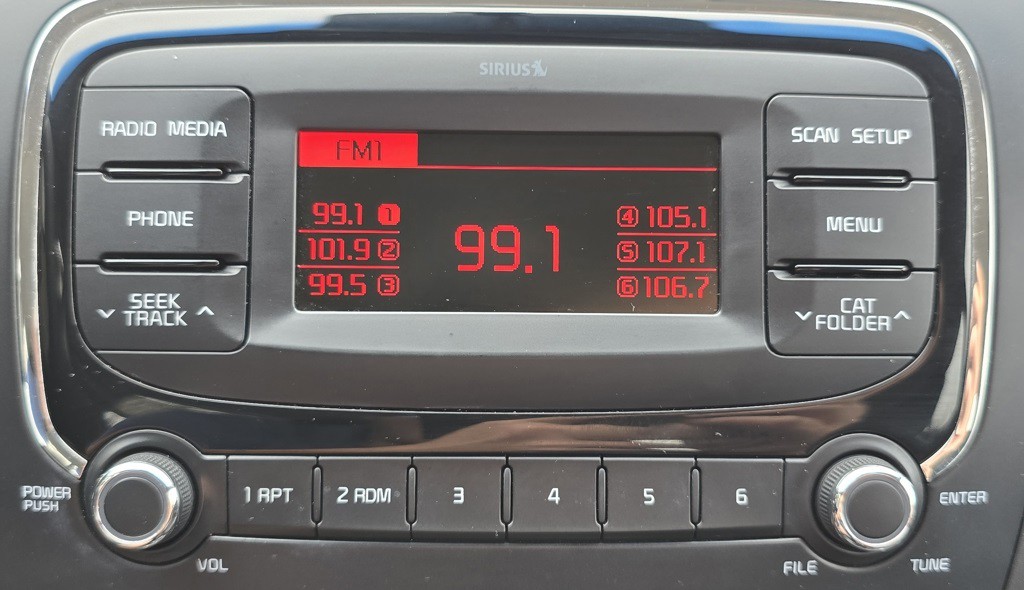 SIRIUS
RADIO MEDIA
PHONE
SEEK
TRACK
FM1
99.1 1
101.9 2
99.5 3
99.1
4 105.1
5 107.1
6 106.7
SCAN SETUP
MENU
CAT
FOLDER
POWER
PUSH
VOL
1 RPT
2 RDM
3
4
5
6
ENTER
FILE
TUNE